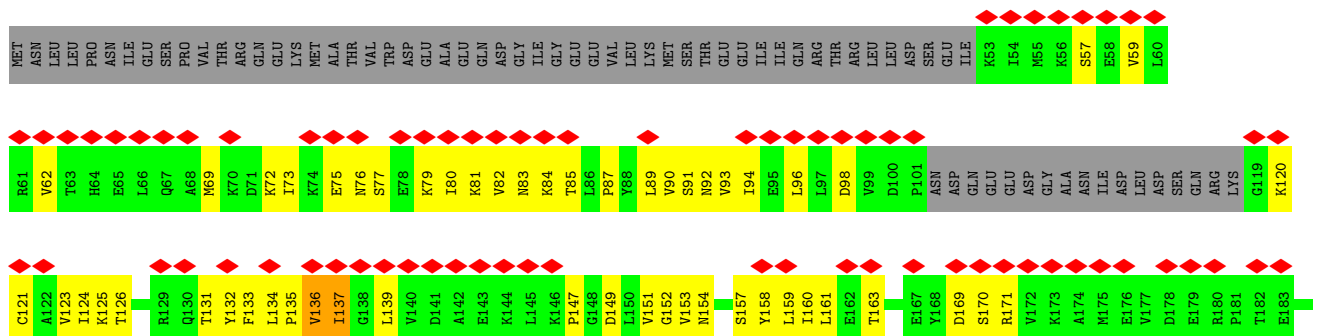 MET ASN LEU LEU PRO ASN ILE GLU SER PRO VAL THR ARG GLN GLU LYS MET ALA THR VAL TRP ASP GLU ALA GLU GLN ASP GLY ILE GLY GLU GLU VAL LEU LYS MET SER THR GLU GLU ILE ILE GLN ARG THR ARG LEU LEU ASP SER GLU ILE K53 I54 M55 K56 S57 E58 V59 L60
R61 V62 T63 H64 E65 L66 Q67 A68 M69 K70 D71 K72 I73 K74 E75 N76 S77 E78 K79 I80 K81 V82 N83 K84 T85 L86 P87 Y88 L89 V90 S91 N92 V93 I94 E95 L96 L97 D98 V99 D100 P101 ASN ASP GLN GLU GLU ASP GLY ALA ASN ILE ASP LEU ASP SER GLN ARG LYS G119 K120
C121 A122 V123 I124 K125 T126 R129 Q130 T131 Y132 F133 L134 P135 V136 I137 G138 L139 V140 D141 A142 E143 K144 L145 K146 P147 G148 D149 L150 V151 G152 V153 N154 S157 Y158 L159 I160 L161 E162 T163 E167 Y168 D169 S170 R171 V172 K173 A174 M175 E176 V177 D178 E179 R180 P181 T182 E183